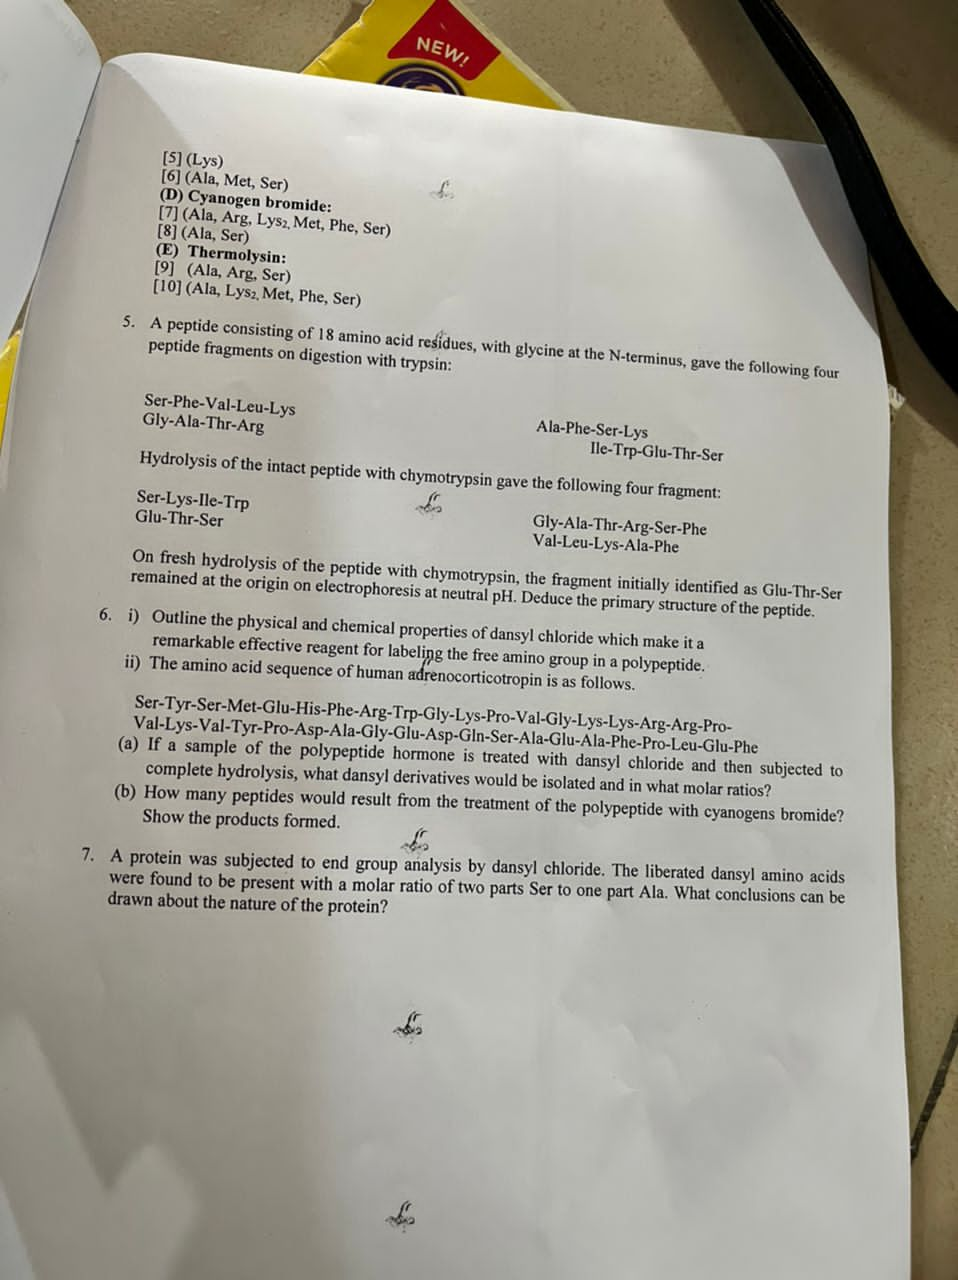 NEW!
[5] (Lys)
[6] (Ala, Met, Ser)
(D) Cyanogen bromide:
[7] (Ala, Arg, Lys2, Met, Phe, Ser)
[8] (Ala, Ser)
(E) Thermolysin:
[9] (Ala, Arg, Ser)
[10] (Ala, Lys2, Met, Phe, Ser)
5. A peptide consisting of 18 amino acid residues, with glycine at the N-terminus, gave the following four
peptide fragments on digestion with trypsin:
Ser-Phe-Val-Leu-Lys
Gly-Ala-Thr-Arg
Ala-Phe-Ser-Lys
Ile-Trp-Glu-Thr-Ser
Hydrolysis of the intact peptide with chymotrypsin gave the following four fragment:
Ser-Lys-Ile-Trp
Glu-Thr-Ser
Gly-Ala-Thr-Arg-Ser-Phe
Val-Leu-Lys-Ala-Phe
On fresh hydrolysis of the peptide with chymotrypsin, the fragment initially identified as Glu-Thr-Ser
remained at the origin on electrophoresis at neutral pH. Deduce the primary structure of the peptide.
6. i) Outline the physical and chemical properties of dansyl chloride which make it a
remarkable effective reagent for labeling the free amino group in a polypeptide.
ii) The amino acid sequence of human adrenocorticotropin is as follows.
Ser-Tyr-Ser-Met-Glu-His-Phe-Arg-Trp-Gly-Lys-Pro-Val-Gly-Lys-Lys-Arg-Arg-Pro-
Val-Lys-Val-Tyr-Pro-Asp-Ala-Gly-Glu-Asp-Gln-Ser-Ala-Glu-Ala-Phe-Pro-Leu-Glu-Phe
(a) If a sample of the polypeptide hormone is treated with dansyl chloride and then subjected to
complete hydrolysis, what dansyl derivatives would be isolated and in what molar ratios?
(b) How many peptides would result from the treatment of the polypeptide with cyanogens bromide?
Show the products formed.
7. A protein was subjected to end group analysis by dansyl chloride. The liberated dansyl amino acids
were found to be present with a molar ratio of two parts Ser to one part Ala. What conclusions can be
drawn about the nature of the protein?